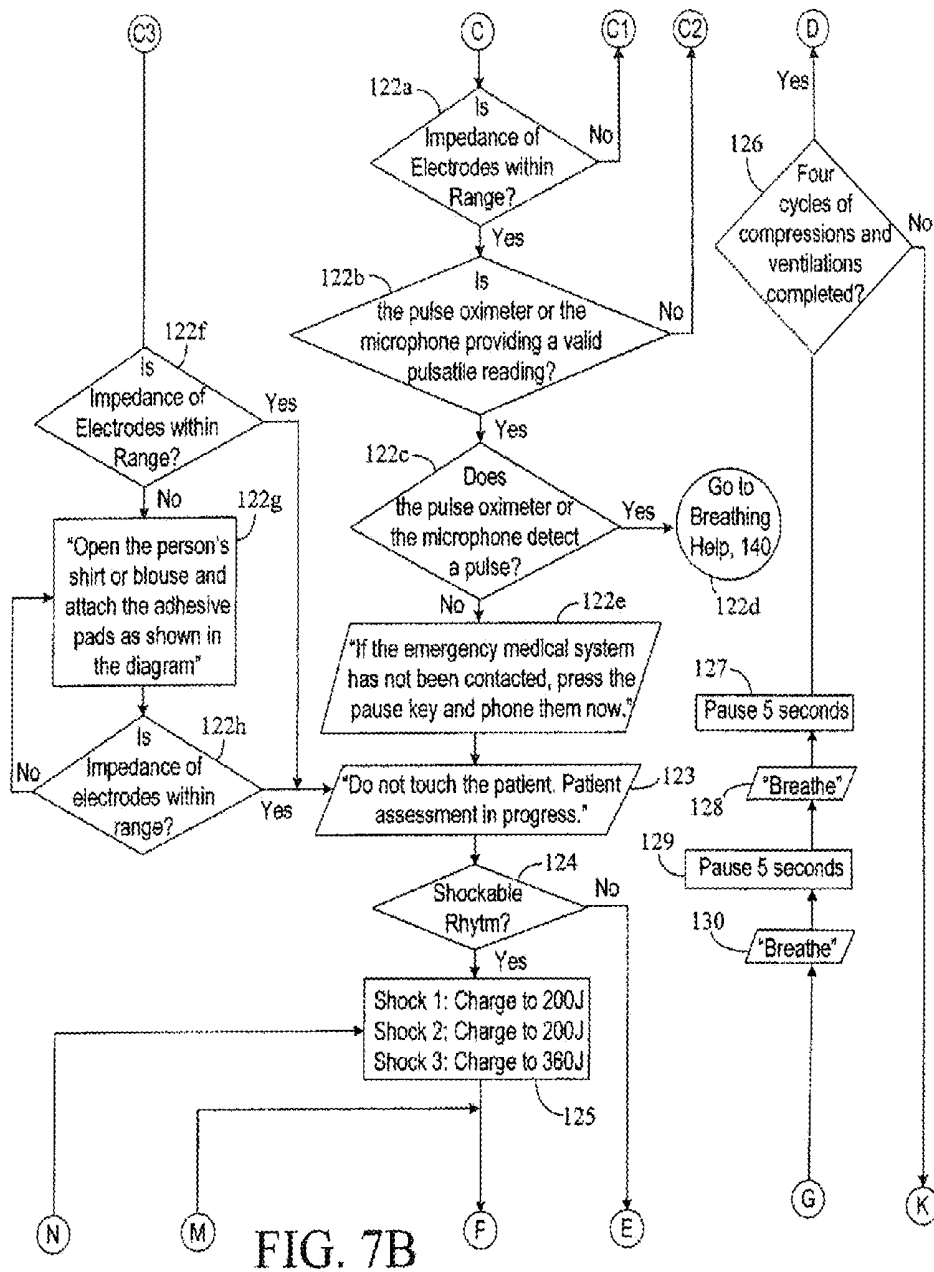 C3
C
C1
C2
D
122a
Is
Impedance of
Electrodes within
Range?
No
Yes
122b
Is
the pulse oximeter or the
microphone providing a valid
pulsatile reading?
No
Yes
122c
Does
the pulse oximeter or
the microphone detect
a pulse?
Yes
Go to
Breathing
Help, 140
122d
No
122e
"If the emergency medical system
has not been contacted, press the
pause key and phone them now."
122f
Is
Impedance of
Electrodes within
Range?
Yes
No
122g
"Open the person's
shirt or blouse and
attach the adhesive
pads as shown in
the diagram"
122h
Is
Impedance of
electrodes within
range?
No
Yes
"Do not touch the patient. Patient
assessment in progress."
123
124
Shockable
Rhytm?
No
Yes
Shock 1: Charge to 200J
Shock 2: Charge to 200J
Shock 3: Charge to 360J
125
Yes
126
Four
cycles of
compressions and
ventilations
completed?
No
127
Pause 5 seconds
"Breathe"
128
129
Pause 5 seconds
130
"Breathe"
N
M
F
E
G
K
FIG. 7B